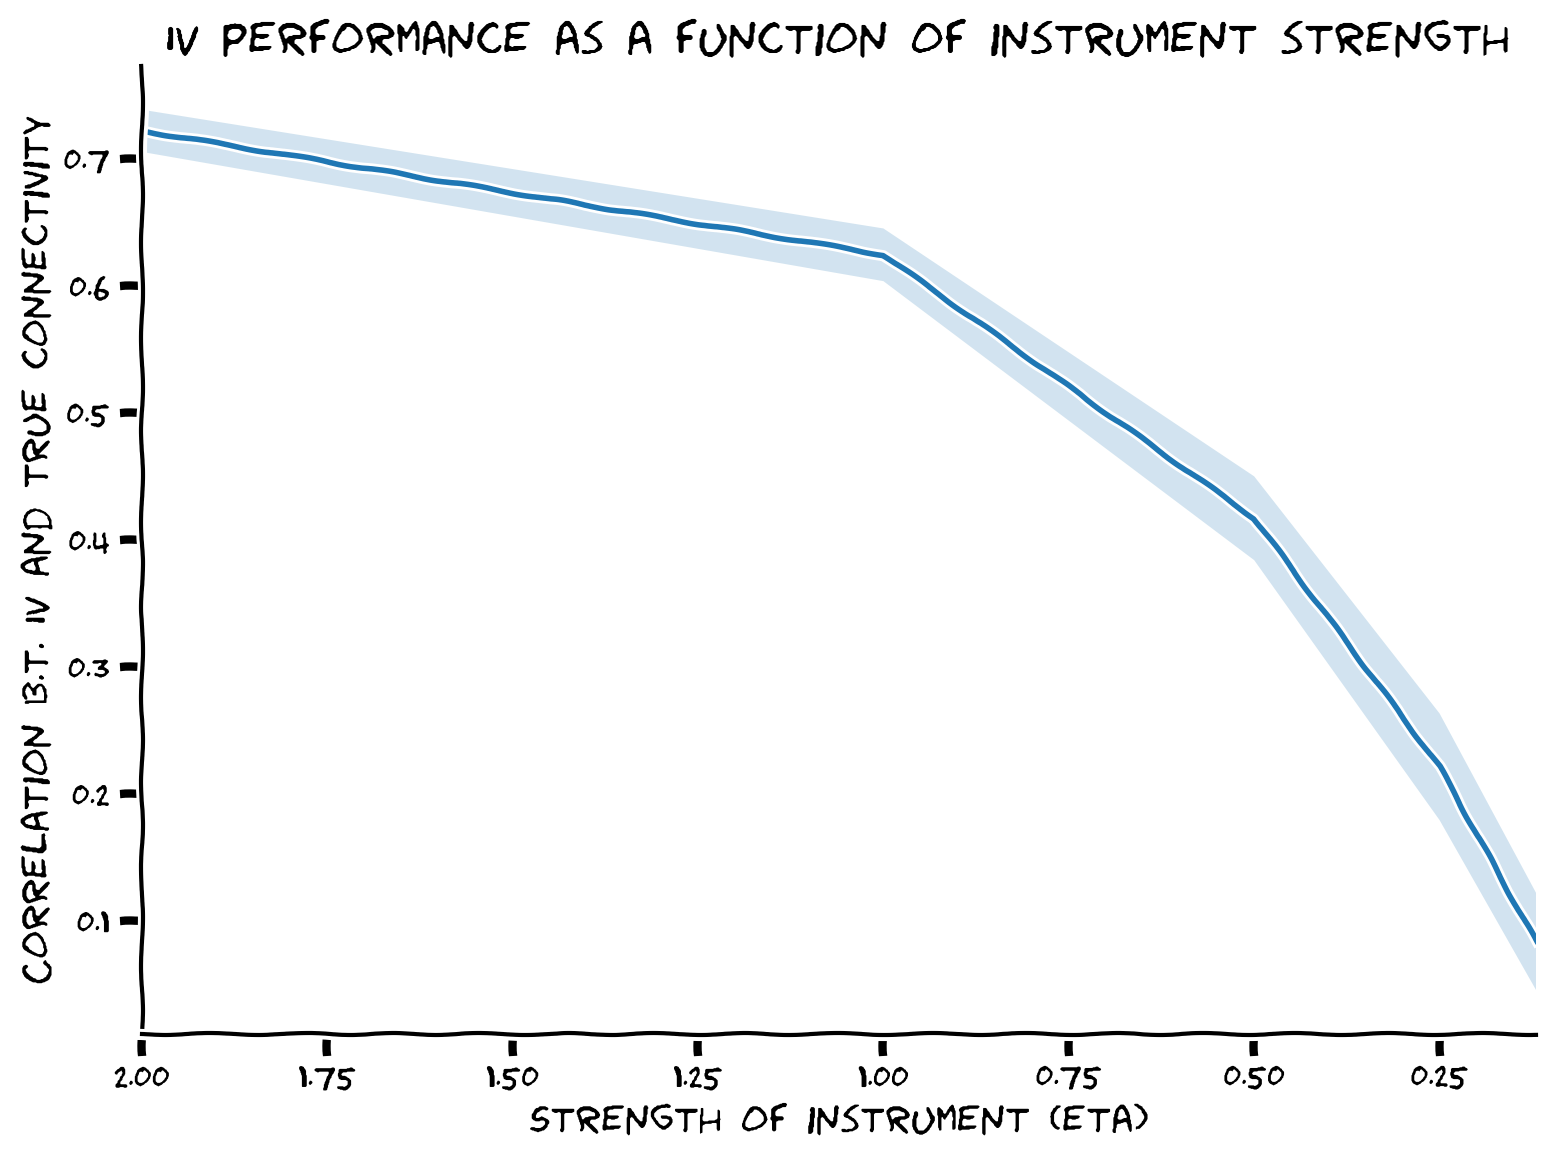 IV PERFORMANCE AS A FUNCTION OF INSTRUMENT STRENGTH
CORRELATION B.T. IV AND TRUE CONNECTIVITY
0.7
0.6
0.5
0.4
0.3
0.2
0.1
2.00 1.75 1.50 1.25 1.00 0.75 0.50 0.25
STRENGTH OF INSTRUMENT (ETA)